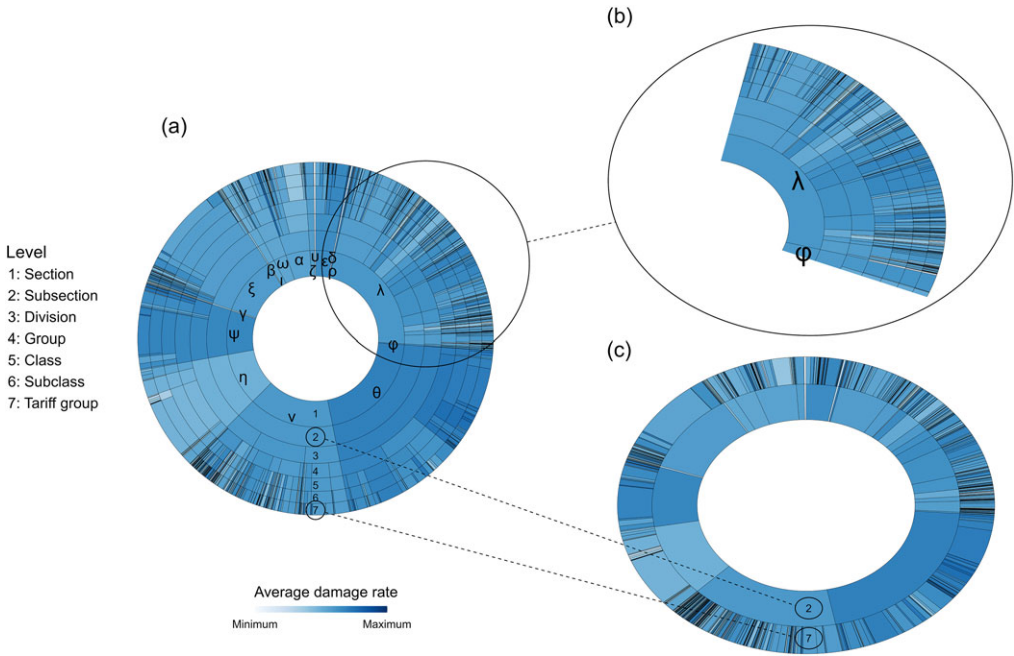 (a)
(b)
(c)
Level
1: Section
2: Subsection
3: Division
4: Group
5: Class
6: Subclass
7: Tariff group
β ω α υ ε δ
ι ζ ρ
ξ
λ
γ
ψ
φ
η
θ
ν
1
2
3
4
5
6
7
λ
φ
2
7
Average damage rate
Minimum Maximum